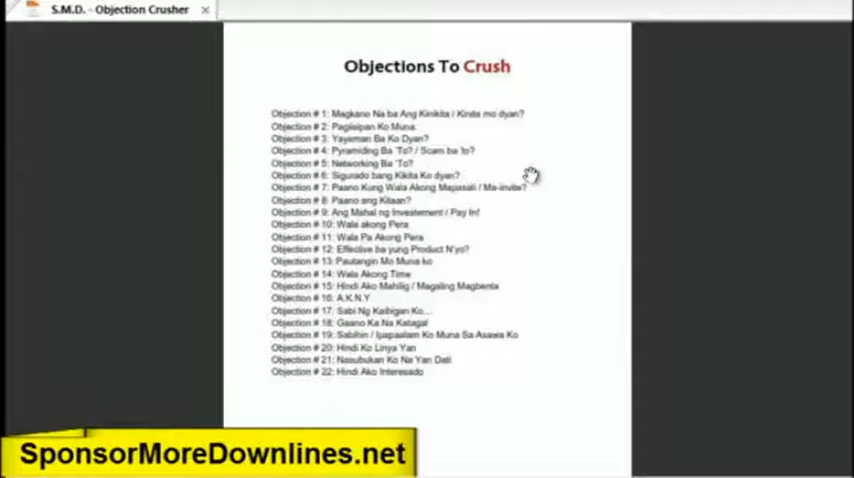 S.M.D. - Objection Crusher
Objections To Crush
Objection # 1: Magkano Na ba Ang Kinikita / Kinita mo dyan?
Objection # 2: Pagiisipan Ko Muna.
Objection # 3: Yayaman Ba Ko Dyan?
Objection # 4: Pyramiding Ba 'To? / Scam ba 'to?
Objection # 5: Networking Ba 'To?
Objection # 6: Sigurado bang Kikita Ko dyan?
Objection # 7: Paano Kung Wala Akong Mapasali / Ma-invite?
Objection # 8: Paano ang Kitaan?
Objection # 9: Ang Mahal ng Investement / Pay In!
Objection # 10: Wala akong Pera
Objection # 11: Wala Pa Akong Pera
Objection # 12: Effective ba yung Product N'yo?
Objection # 13: Pautangin Mo Muna ko
Objection # 14: Wala Akong Time
Objection # 15: Hindi Ako Mahilig / Magaling Magbenta
Objection # 16: A.K.N.Y
Objection # 17: Sabi Ng Kaibigan Ko...
Objection # 18: Gaano Ka Na Katagal
Objection # 19: Sabihin / Ipapaalam Ko Muna Sa Asawa Ko
Objection # 20: Hindi Ko Linya Yan
Objection # 21: Nasubukan Ko Na Yan Dati
Objection # 22: Hindi Ako Interesado
SponsorMoreDownlines.net